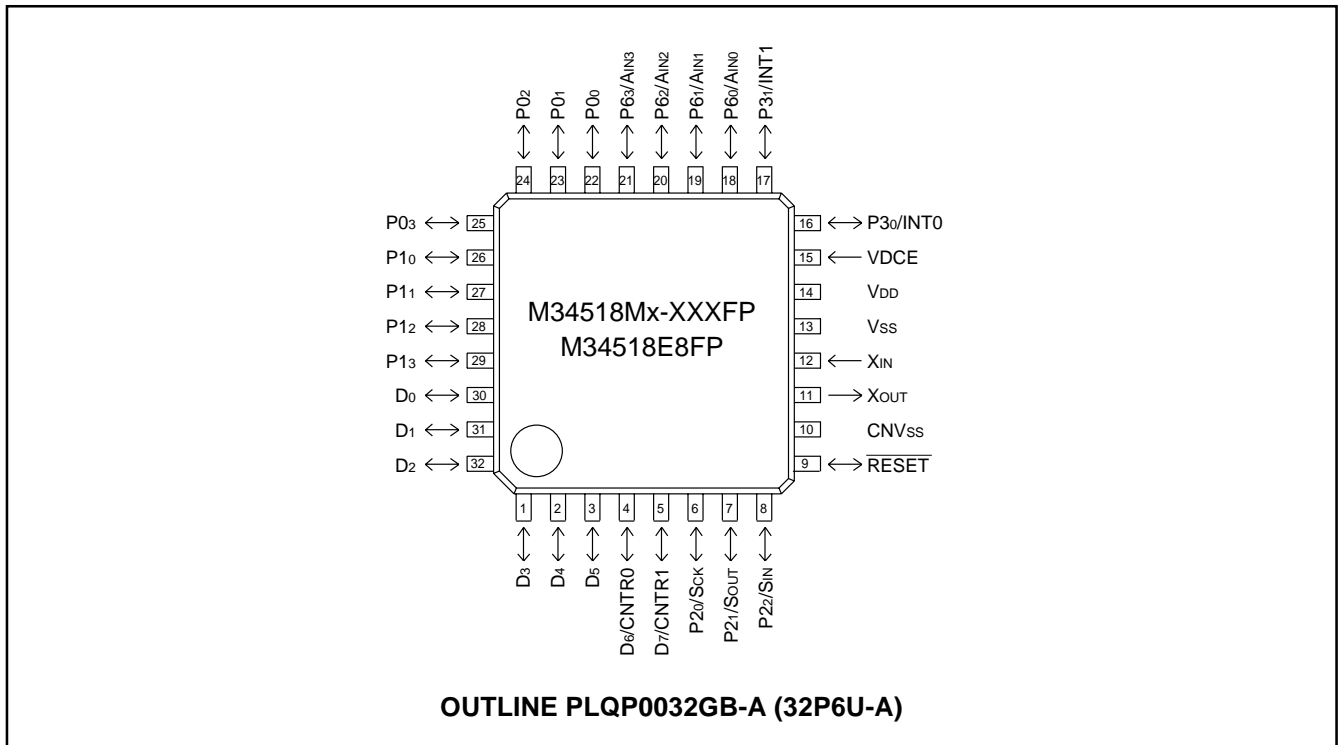 P02
P01
P00
P63/AIN3
P62/AIN2
P61/AIN1
P60/AIN0
P31/INT1
24
23
22
21
20
19
18
17
P03
25
P10
26
P11
27
P12
28
P13
29
D0
30
D1
31
D2
32
M34518Mx-XXXFP
M34518E8FP
16
P30/INT0
15
VDCE
14
VDD
13
VSS
12
XIN
11
XOUT
10
CNVSS
9
RESET
1
2
3
4
5
6
7
8
D3
D4
D5
D6/CNTR0
D7/CNTR1
P20/SCK
P21/SOUT
P22/SIN
OUTLINE PLQP0032GB-A (32P6U-A)